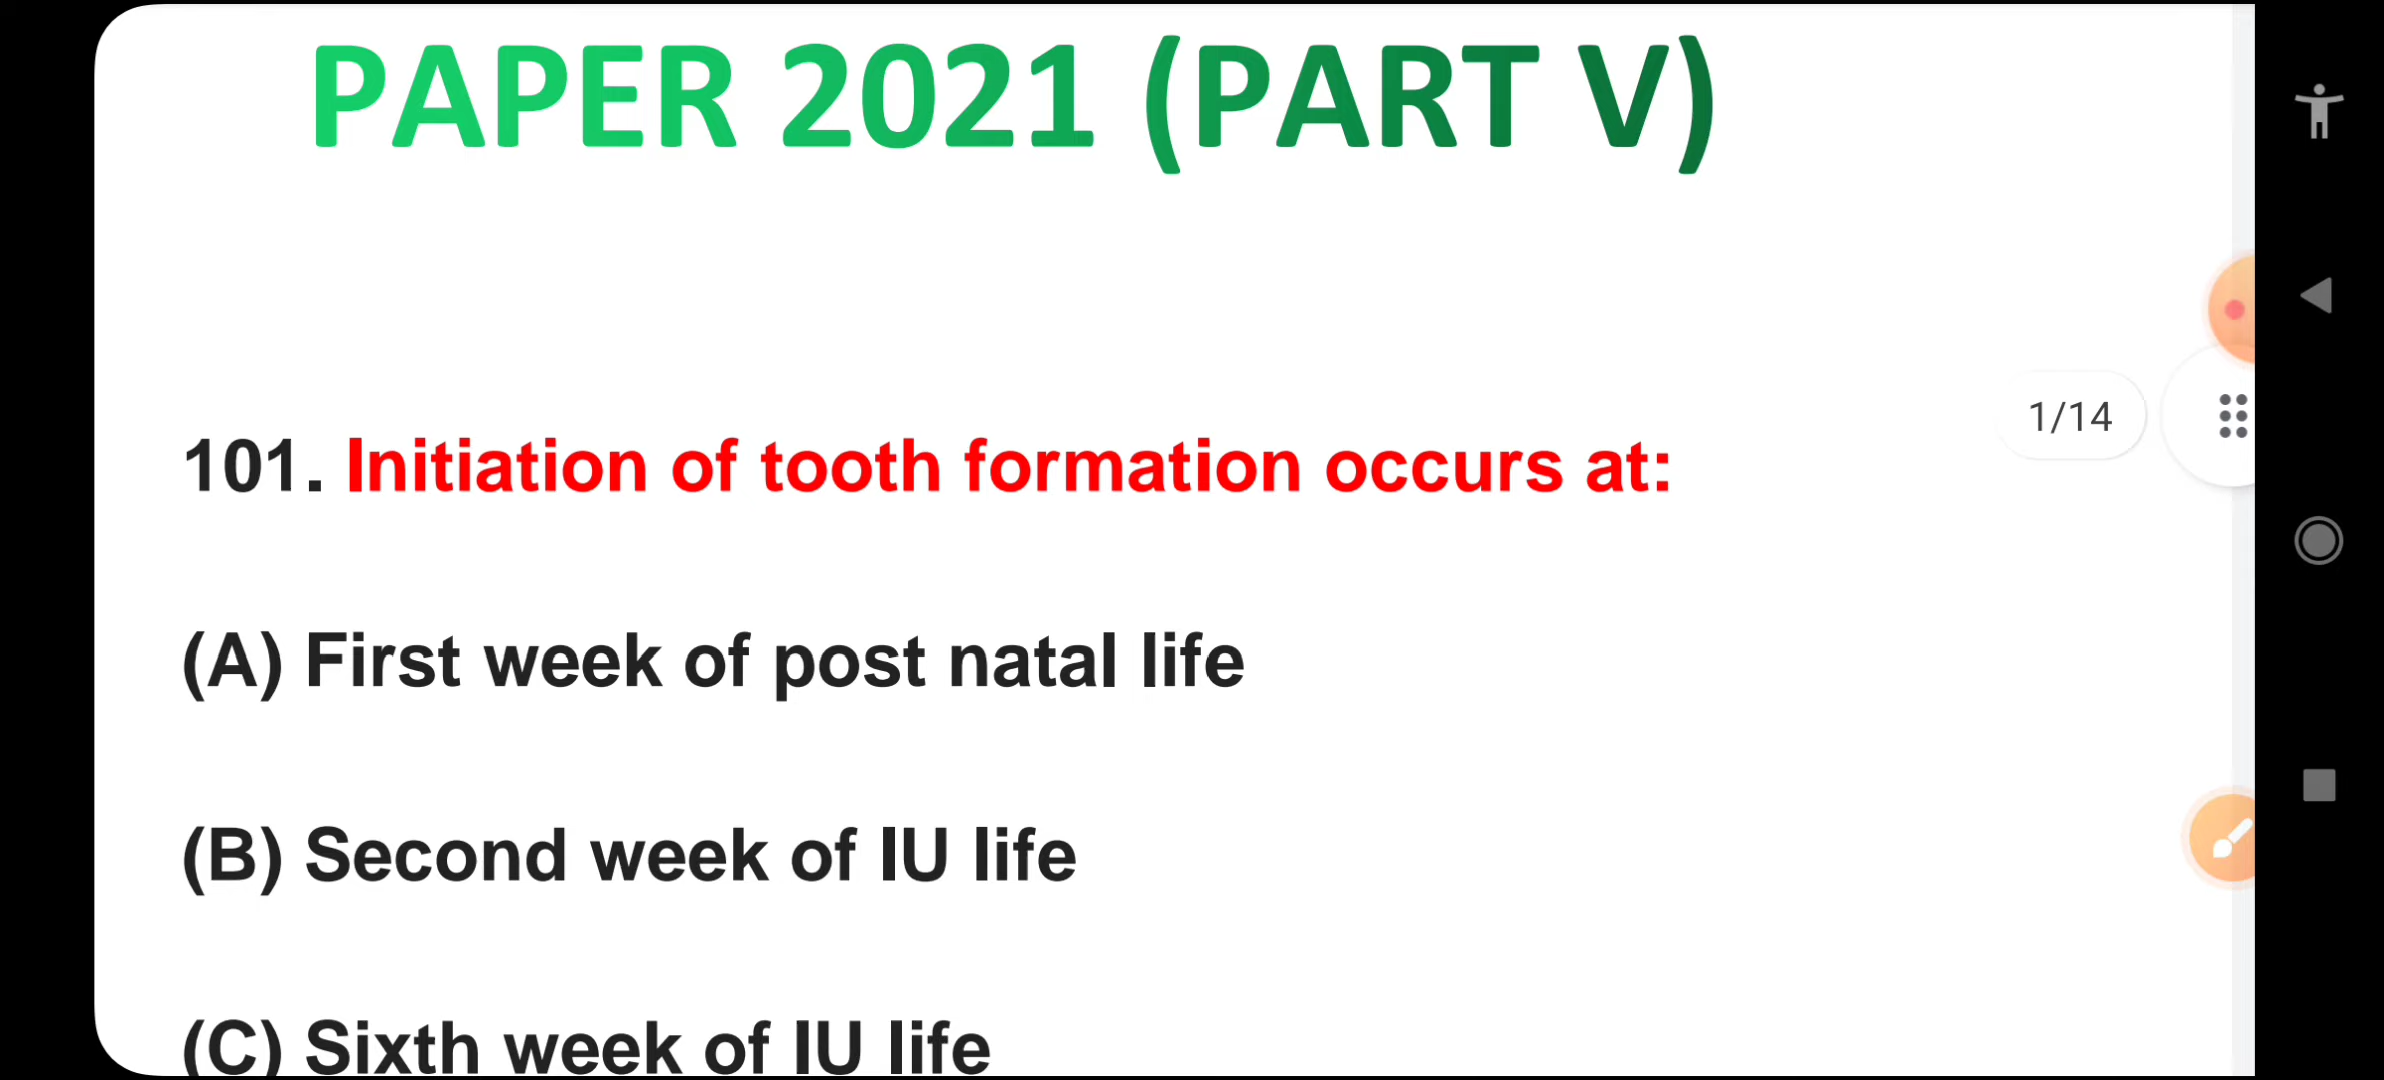 PAPER 2021 (PART V)
1/14
101. Initiation of tooth formation occurs at:
(A) First week of post natal life
(B) Second week of IU life
(C) Sixth week of IU life